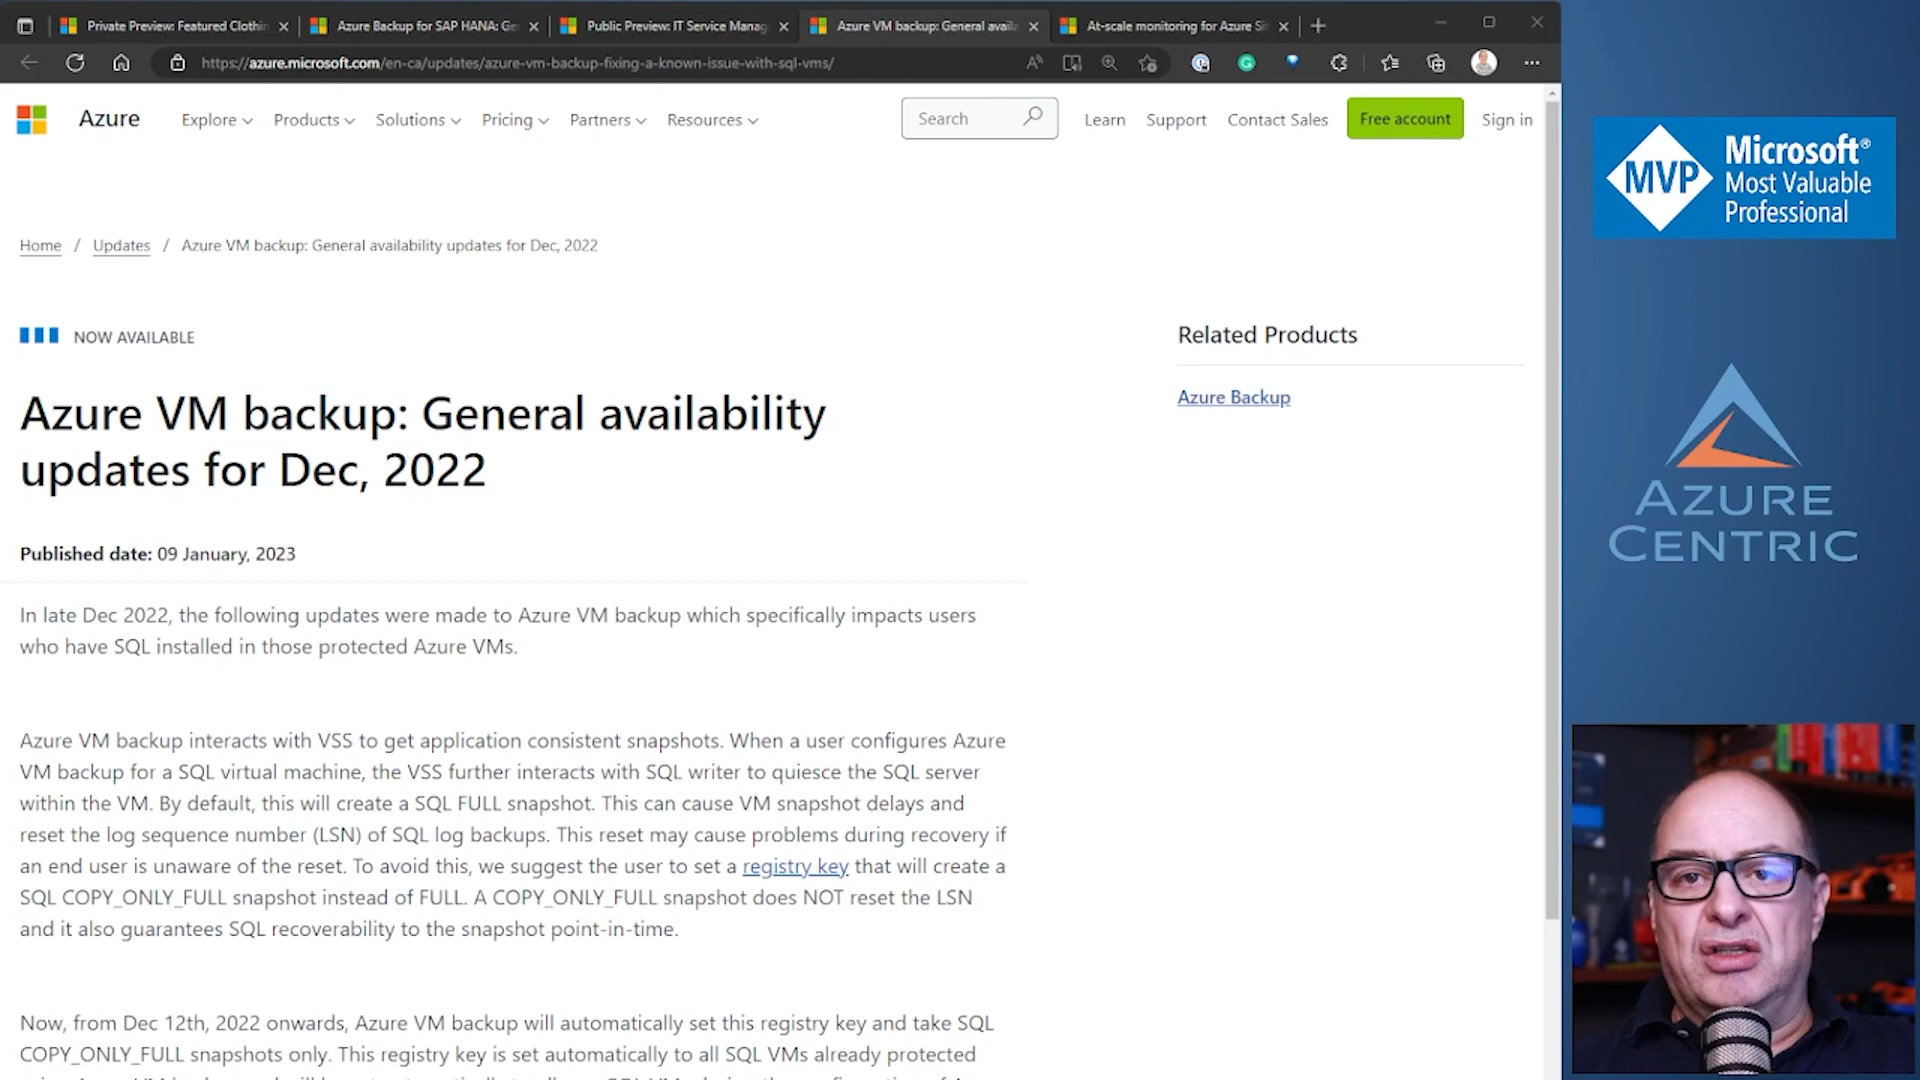 Private Preview: Featured Clothin
Azure Backup for SAP HANA: Ge
Public Preview: IT Service Manag
Azure VM backup: General avail
At-scale monitoring for Azure Sit
https://azure.microsoft.com/en-ca/updates/azure-vm-backup-fixing-a-known-issue-with-sql-vms/
Azure
Explore
Products
Solutions
Pricing
Partners
Resources
Search
Learn
Support
Contact Sales
Free account
Sign in
Home / Updates / Azure VM backup: General availability updates for Dec, 2022
NOW AVAILABLE
Azure VM backup: General availability
updates for Dec, 2022
Published date: 09 January, 2023
In late Dec 2022, the following updates were made to Azure VM backup which specifically impacts users
who have SQL installed in those protected Azure VMs.
Azure VM backup interacts with VSS to get application consistent snapshots. When a user configures Azure
VM backup for a SQL virtual machine, the VSS further interacts with SQL writer to quiesce the SQL server
within the VM. By default, this will create a SQL FULL snapshot. This can cause VM snapshot delays and
reset the log sequence number (LSN) of SQL log backups. This reset may cause problems during recovery if
an end user is unaware of the reset. To avoid this, we suggest the user to set a registry key that will create a
SQL COPY_ONLY_FULL snapshot instead of FULL. A COPY_ONLY_FULL snapshot does NOT reset the LSN
and it also guarantees SQL recoverability to the snapshot point-in-time.
Now, from Dec 12th, 2022 onwards, Azure VM backup will automatically set this registry key and take SQL
COPY_ONLY_FULL snapshots only. This registry key is set automatically to all SQL VMs already protected
Related Products
Azure Backup
MVP
Microsoft®
Most Valuable
Professional
AZURE
CENTRIC